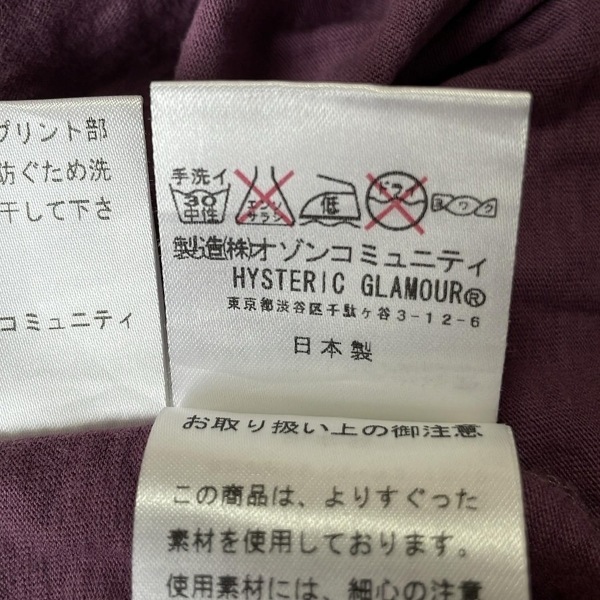 プリント部
防ぐため洗
干して下さ
コミュニティ
手洗イ
30
中性
エンソ
サラシ
低
ドライ
ヨワク
製造(株)オゾンコミュニティ
HYSTERIC GLAMOUR®
東京都渋谷区千駄ヶ谷3-12-6
日本製
お取り扱い上の御注意
この商品は、よりすぐった
素材を使用しております。
使用素材には、細心の注意